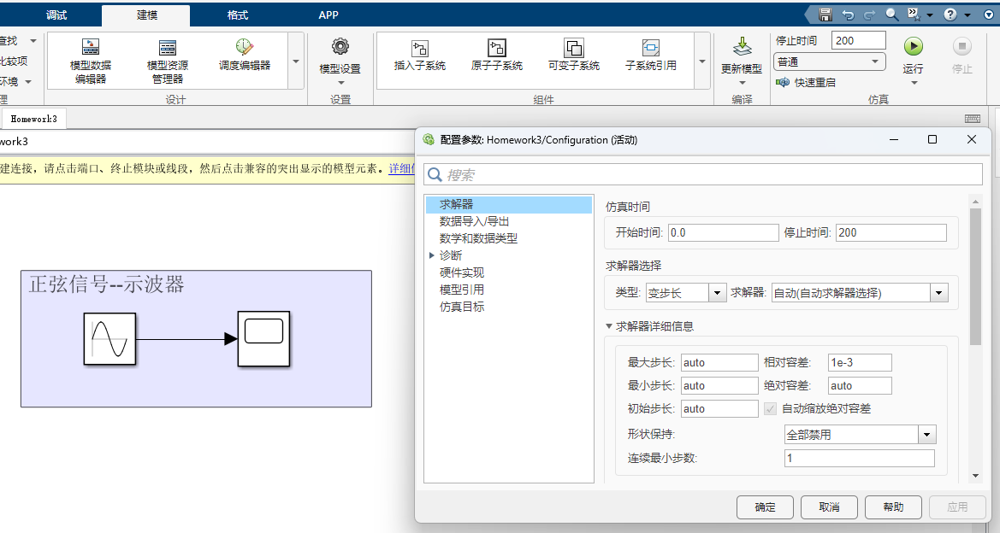 调试 建模 格式 APP
查找
比较项
环境
理
模型数据
编辑器
模型资源
管理器
调度编辑器
设计
模型设置
设置
插入子系统
原子子系统
可变子系统
子系统引用
组件
更新模型
编译
停止时间 200
普通
快速重启
运行
停止
仿真
Homework3
work3
建连接，请点击端口、终止模块或线段，然后点击兼容的突出显示的模型元素。详细信
正弦信号--示波器
配置参数: Homework3/Configuration (活动)
搜索
求解器
数据导入/导出
数学和数据类型
诊断
硬件实现
模型引用
仿真目标
仿真时间
开始时间: 0.0 停止时间: 200
求解器选择
类型: 变步长 求解器: 自动(自动求解器选择)
求解器详细信息
最大步长: auto 相对容差: 1e-3
最小步长: auto 绝对容差: auto
初始步长: auto 自动缩放绝对容差
形状保持: 全部禁用
连续最小步数: 1
确定 取消 帮助 应用